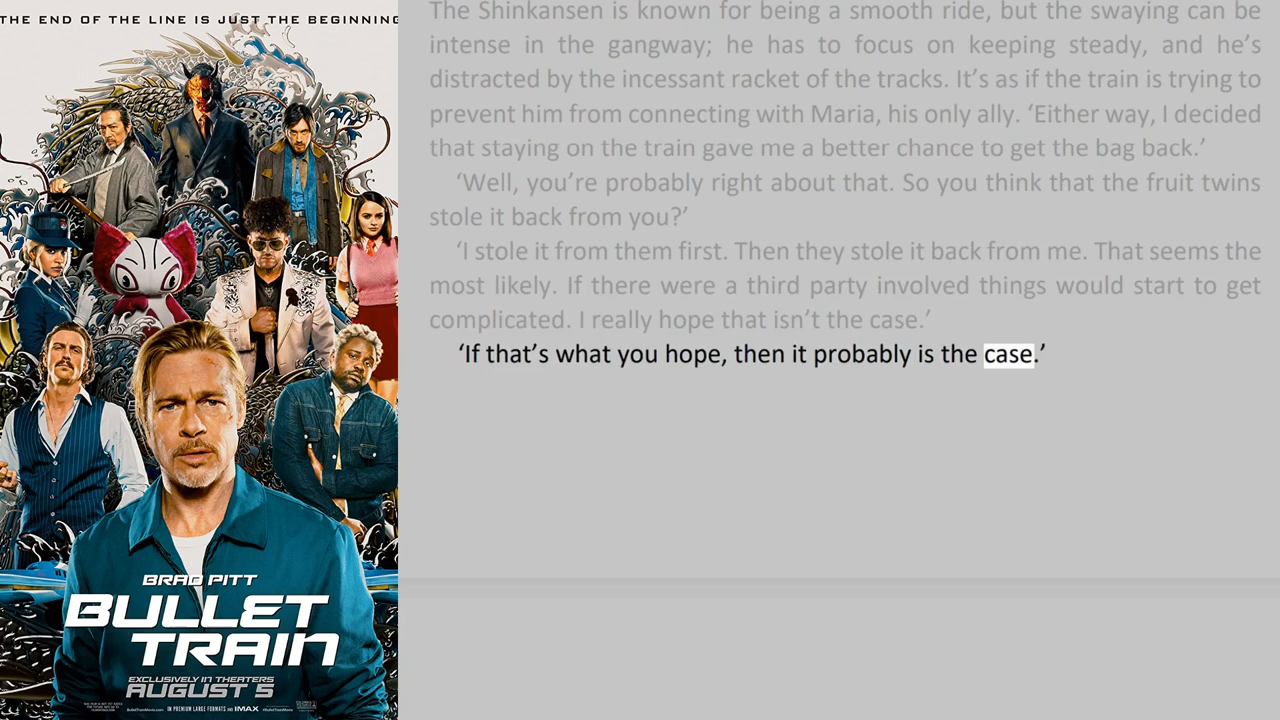 THE END OF THE LINE IS JUST THE BEGINNING
BRAD PITT
BULLET
TRAIN
EXCLUSIVELY IN THEATERS
AUGUST 5
BulletTrainMovie.com
IN PREMIUM LARGE FORMATS AND IMAX
#BulletTrainMovie
The Shinkansen is known for being a smooth ride, but the swaying can be
intense in the gangway; he has to focus on keeping steady, and he’s
distracted by the incessant racket of the tracks. It’s as if the train is trying to
prevent him from connecting with Maria, his only ally. ‘Either way, I decided
that staying on the train gave me a better chance to get the bag back.’
‘Well, you’re probably right about that. So you think that the fruit twins
stole it back from you?’
‘I stole it from them first. Then they stole it back from me. That seems the
most likely. If there were a third party involved things would start to get
complicated. I really hope that isn’t the case.’
‘If that’s what you hope, then it probably is the case.’